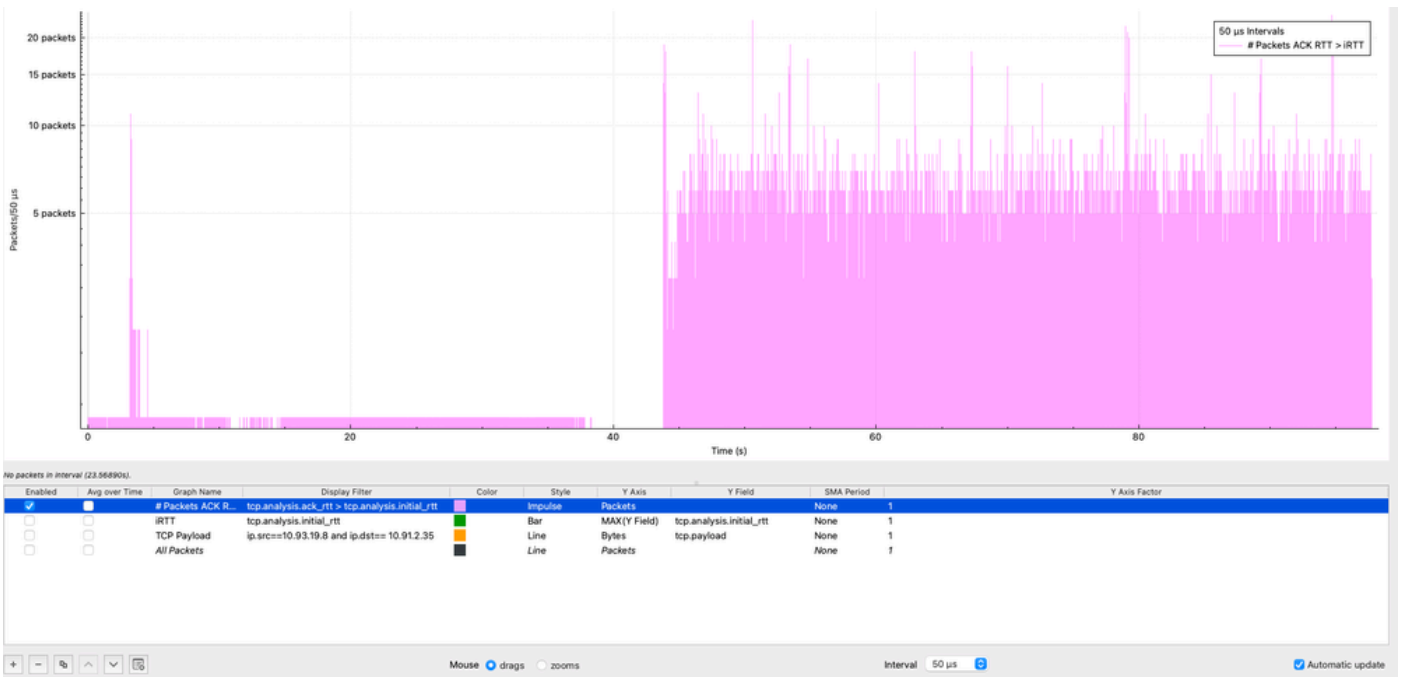 50 µs Intervals
# Packets ACK RTT > iRTT
20 packets
15 packets
10 packets
5 packets
Packets/50 µs
0 20 40 60 80
Time (s)
No packets in interval (23.56890s).
Enabled Avg over Time Graph Name Display Filter Color Style Y Axis Y Field SMA Period Y Axis Factor
# Packets ACK R... tcp.analysis.ack_rtt > tcp.analysis.initial_rtt Impulse Packets None 1
iRTT tcp.analysis.initial_rtt Bar MAX(Y Field) tcp.analysis.initial_rtt None 1
TCP Payload ip.src==10.93.19.8 and ip.dst== 10.91.2.35 Line Bytes tcp.payload None 1
All Packets Line Packets None 1
Mouse drags zooms Interval 50 µs Automatic update